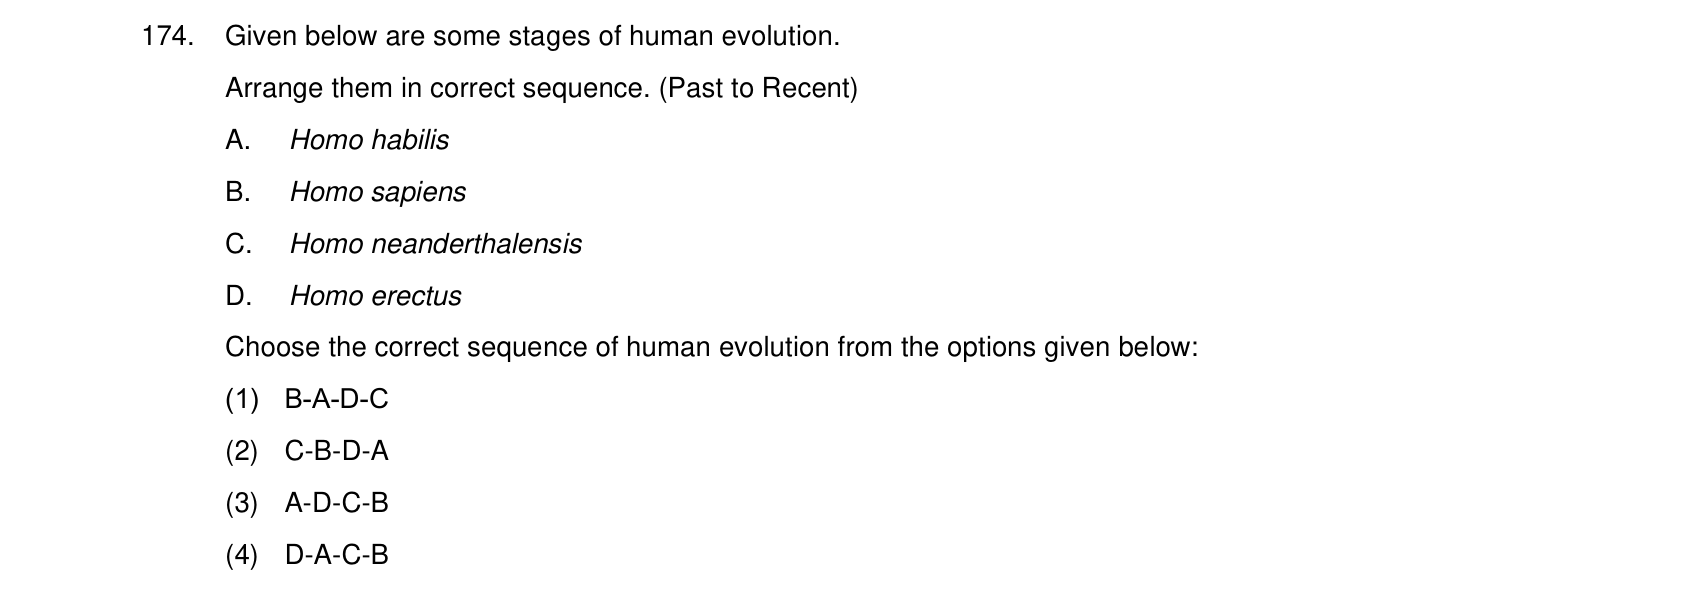 174. Given below are some stages of human evolution.
Arrange them in correct sequence. (Past to Recent)
A. Homo habilis
B. Homo sapiens
C. Homo neanderthalensis
D. Homo erectus
Choose the correct sequence of human evolution from the options given below:
(1) B-A-D-C
(2) C-B-D-A
(3) A-D-C-B
(4) D-A-C-B